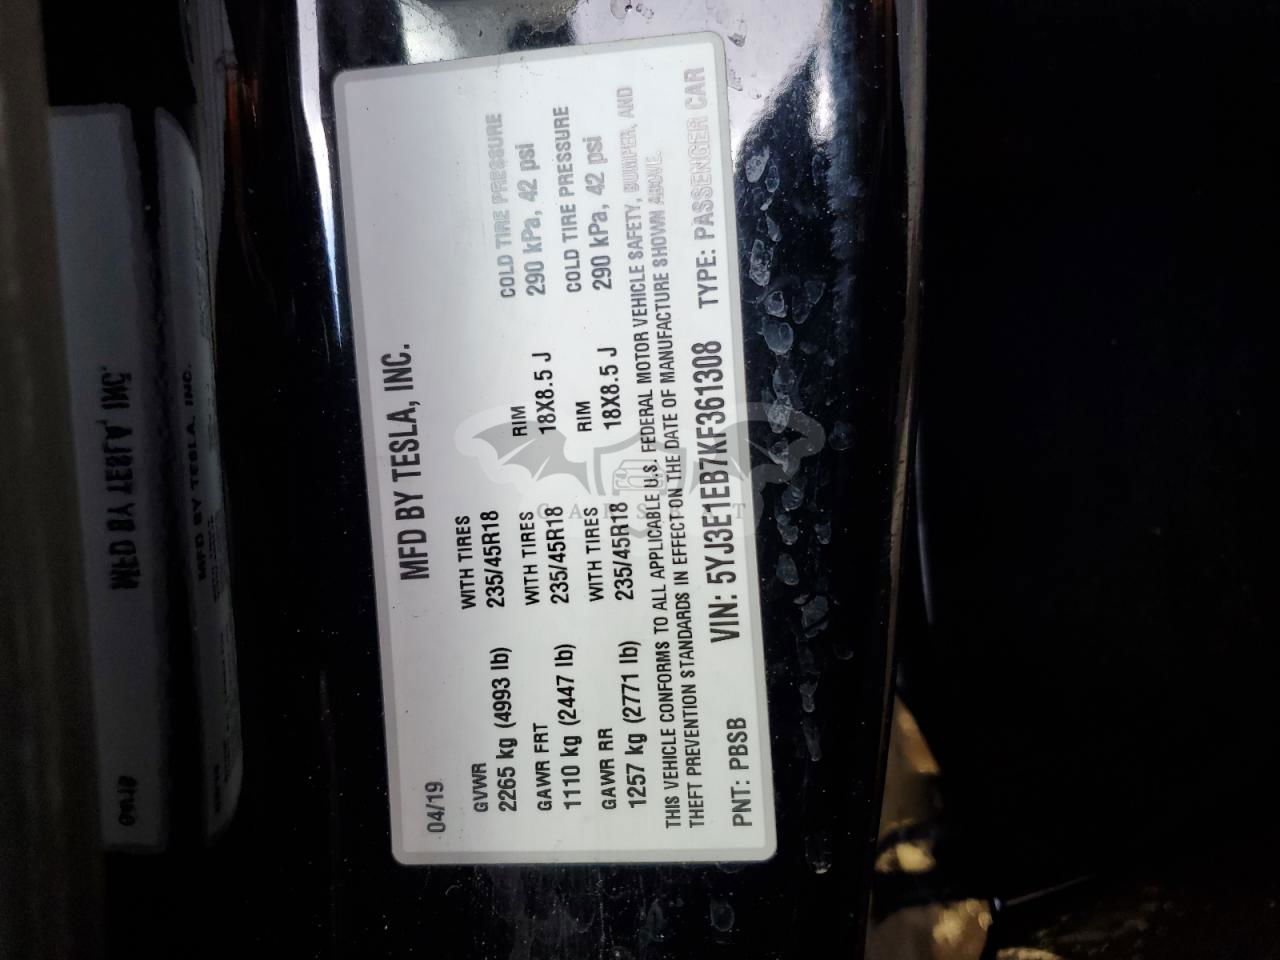 MFD BY TESLA, INC.
04/19
GVWR WITH TIRES
2265 kg (4993 lb) 235/45R18
GAWR FRT WITH TIRES RIM COLD TIRE PRESSURE
1110 kg (2447 lb) 235/45R18 18X8.5 J 290 kPa, 42 psi
GAWR RR WITH TIRES RIM COLD TIRE PRESSURE
1257 kg (2771 lb) 235/45R18 18X8.5 J 290 kPa, 42 psi
THIS VEHICLE CONFORMS TO ALL APPLICABLE U.S. FEDERAL MOTOR VEHICLE SAFETY, BUMPER, AND
THEFT PREVENTION STANDARDS IN EFFECT ON THE DATE OF MANUFACTURE SHOWN ABOVE.
PNT: PBSB VIN: 5YJ3E1EB7KF361308 TYPE: PASSENGER CAR
MFD BY TESLA, INC.